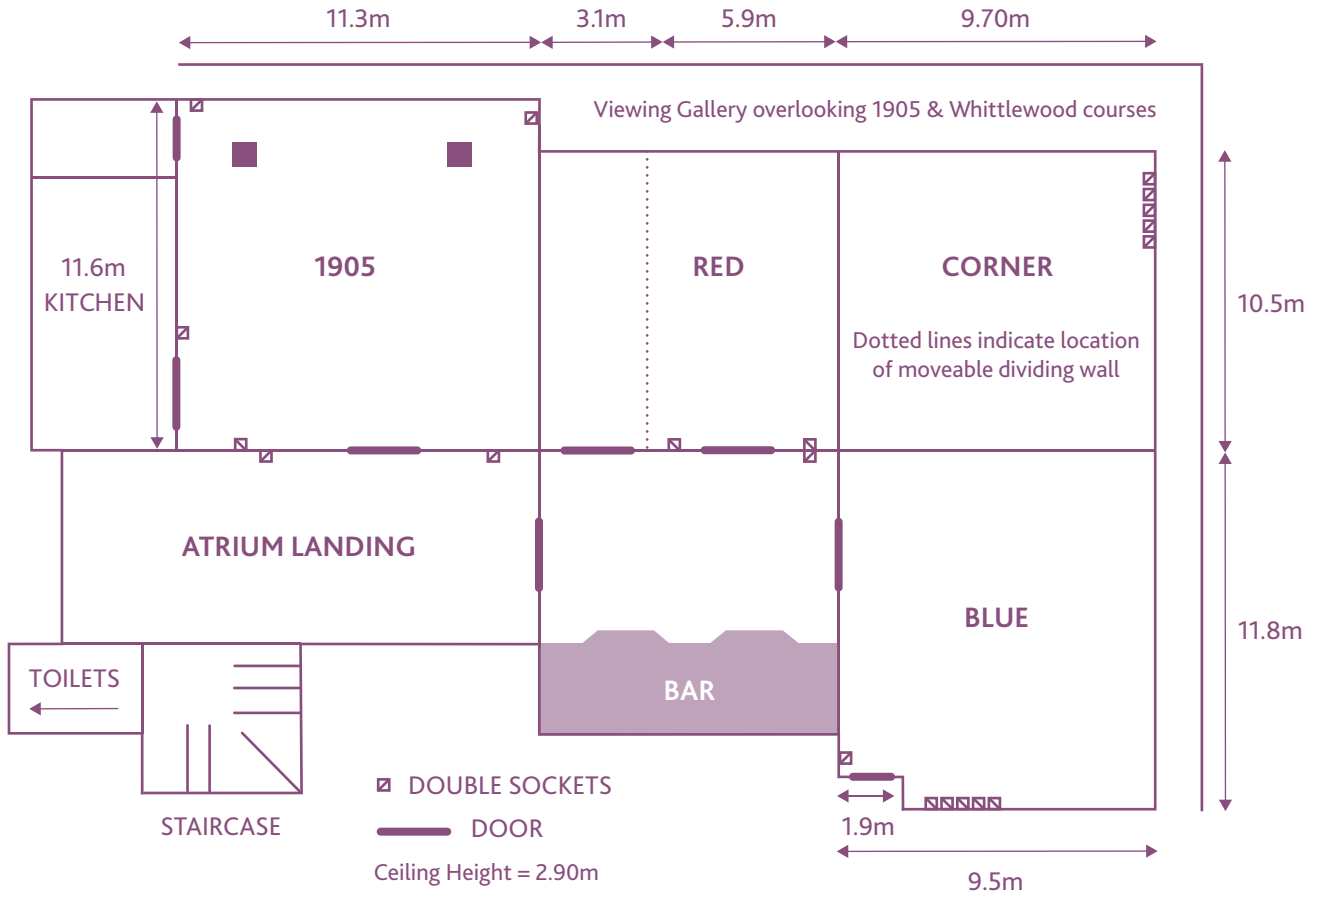 11.3m
3.1m
5.9m
9.70m
Viewing Gallery overlooking 1905 & Whittlewood courses
11.6m
KITCHEN
1905
RED
CORNER
Dotted lines indicate location
of moveable dividing wall
10.5m
ATRIUM LANDING
BLUE
11.8m
TOILETS
BAR
DOUBLE SOCKETS
STAIRCASE
DOOR
1.9m
Ceiling Height = 2.90m
9.5m